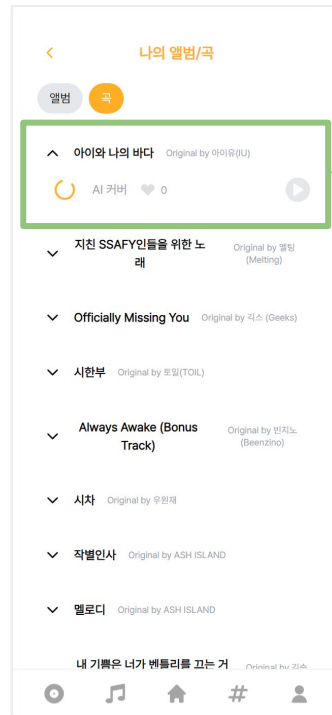 나의 앨범/곡
앨범 곡
아이와 나의 바다 Original by 아이유(IU)
AI 커버 0
지친 SSAFY인들을 위한 노
래
Original by 멜팅
(Melting)
Officially Missing You Original by 긱스 (Geeks)
시한부 Original by 토일(TOIL)
Always Awake (Bonus
Track)
Original by 빈지노
(Beenzino)
시차 Original by 우원재
작별인사 Original by ASH ISLAND
멜로디 Original by ASH ISLAND
내 기쁨은 너가 벤틀리를 끄는 거 Original by
#